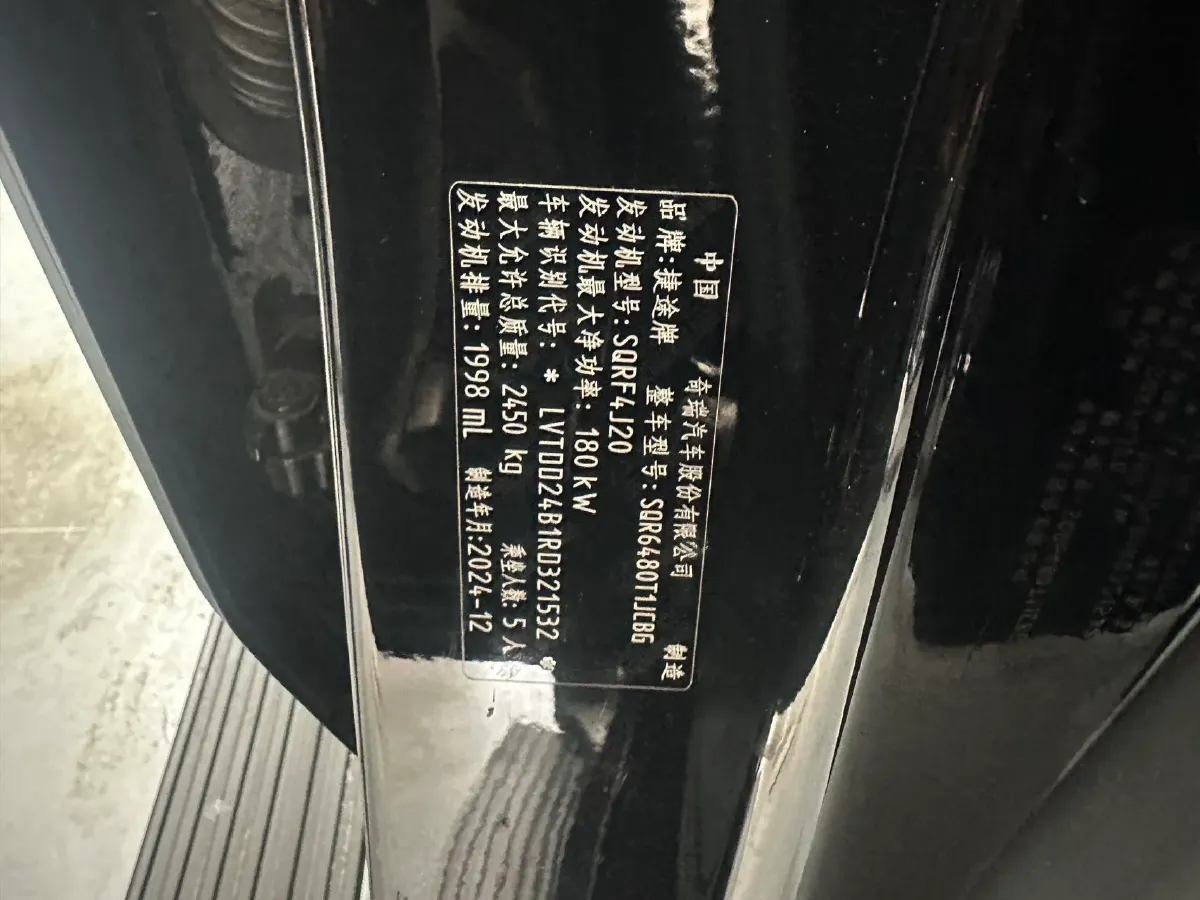 中国 奇瑞汽车股份有限公司 制造
品牌:捷途牌 整车型号:SQR6480T1JC8G
发动机型号:SQRF4J20
发动机最大净功率: 180 kW
车辆识别代号: * LVTDD24B1RD321532 *
最大允许总质量: 2450 kg 乘坐人数: 5 人
发动机排量: 1998 mL 制造年月:2024-12